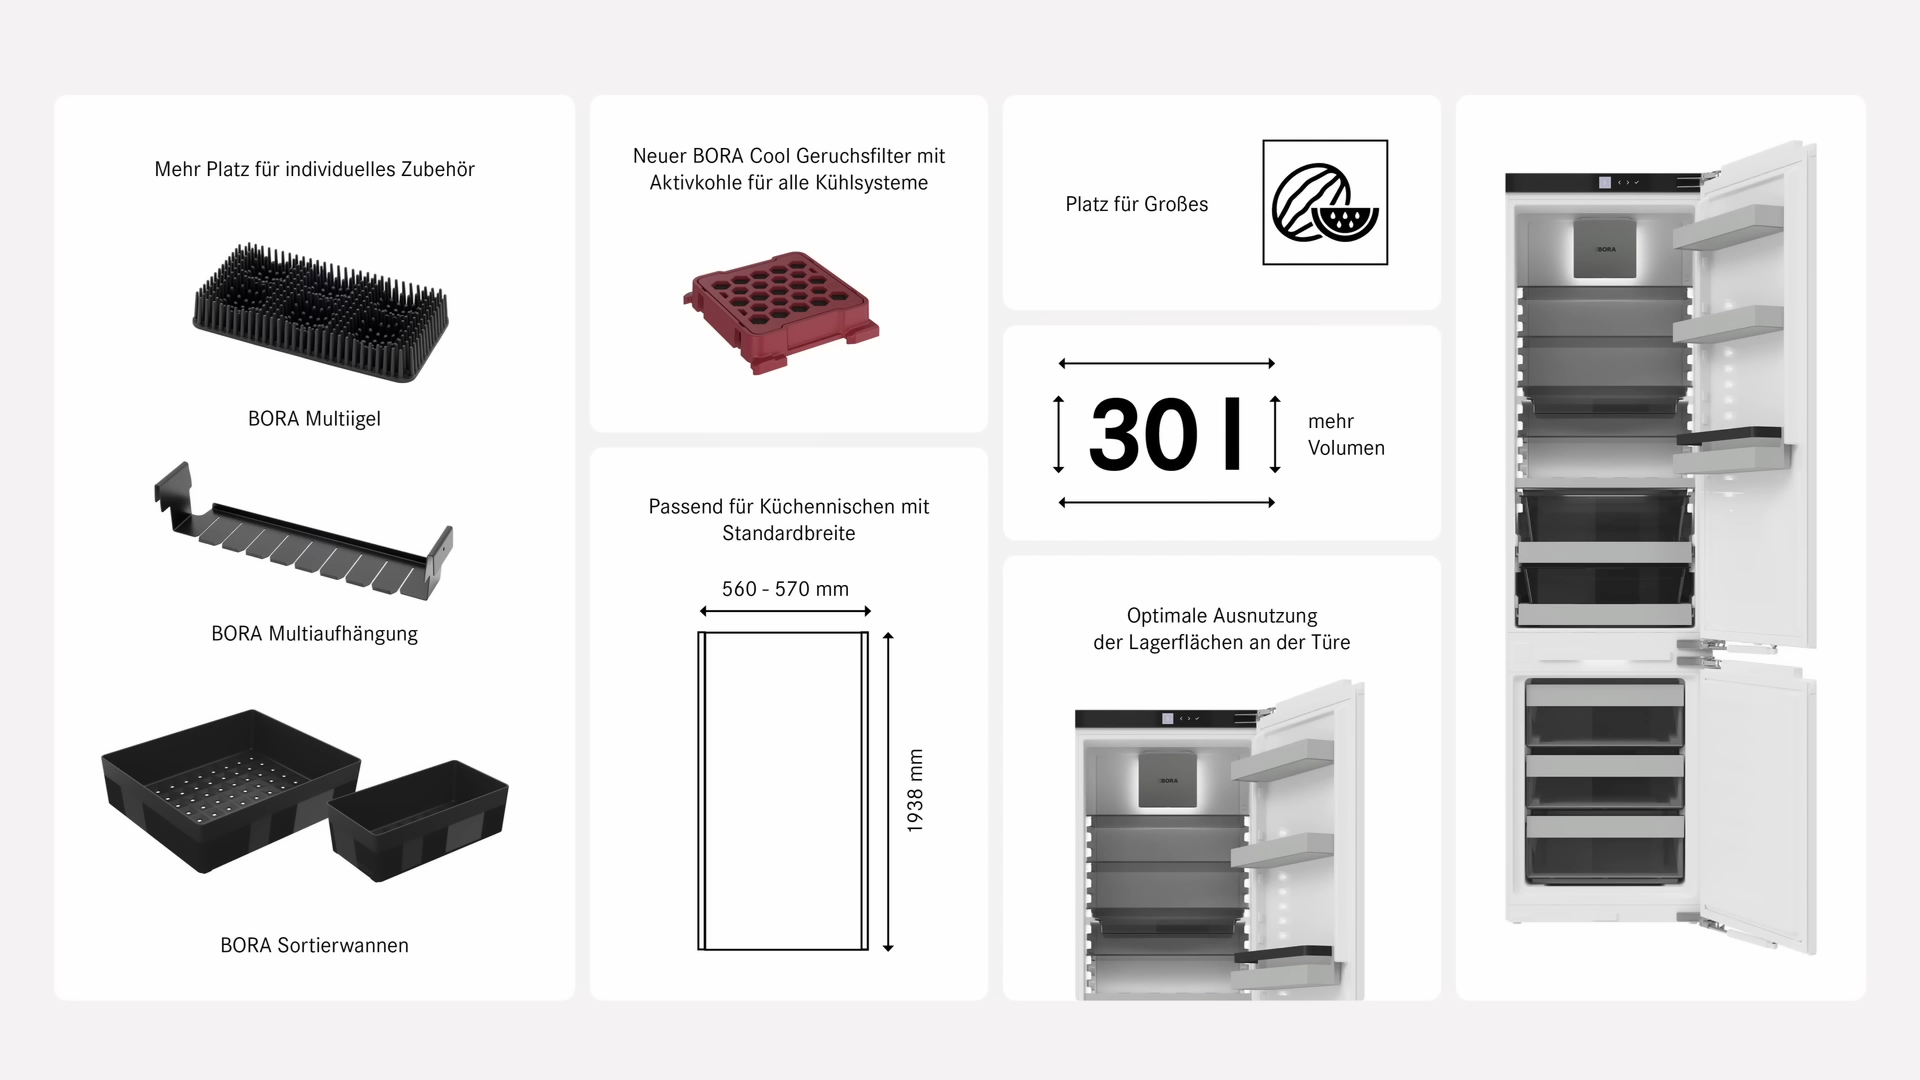 Mehr Platz für individuelles Zubehör
BORA Multiigel
BORA Multiaufhängung
BORA Sortierwannen
Neuer BORA Cool Geruchsfilter mit
Aktivkohle für alle Kühlsysteme
Passend für Küchennischen mit
Standardbreite
560 - 570 mm
1938 mm
Platz für Großes
30 l
mehr
Volumen
Optimale Ausnutzung
der Lagerflächen an der Türe
BORA
BORA